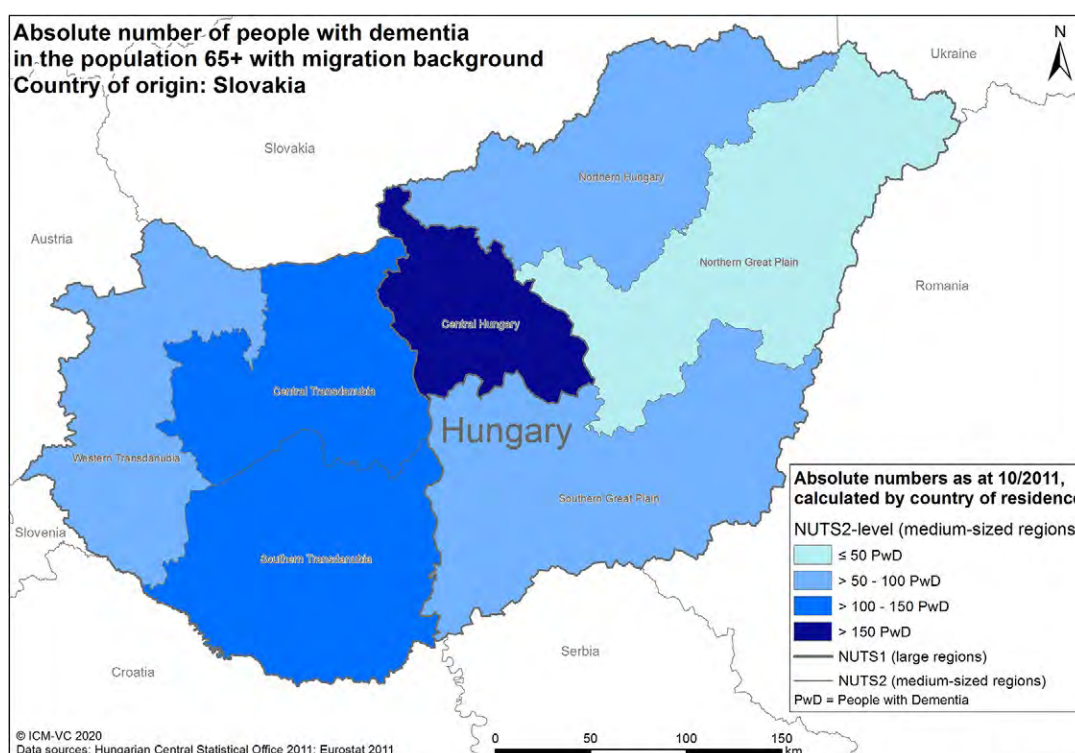 Absolute number of people with dementia
in the population 65+ with migration background
Country of origin: Slovakia
N
Ukraine
Slovakia
Northern Hungary
Austria
Northern Great Plain
Romania
Central Hungary
Central Transdanubia
Hungary
Western Transdanubia
Southern Great Plain
Slovenia
Southern Transdanubia
Croatia
Serbia
Absolute numbers as at 10/2011,
calculated by country of residence
NUTS2-level (medium-sized regions)
≤ 50 PwD
> 50 - 100 PwD
> 100 - 150 PwD
> 150 PwD
NUTS1 (large regions)
NUTS2 (medium-sized regions)
PwD = People with Dementia
© ICM-VC 2020
Data sources: Hungarian Central Statistical Office 2011; Eurostat 2011
0 50 100 150
km